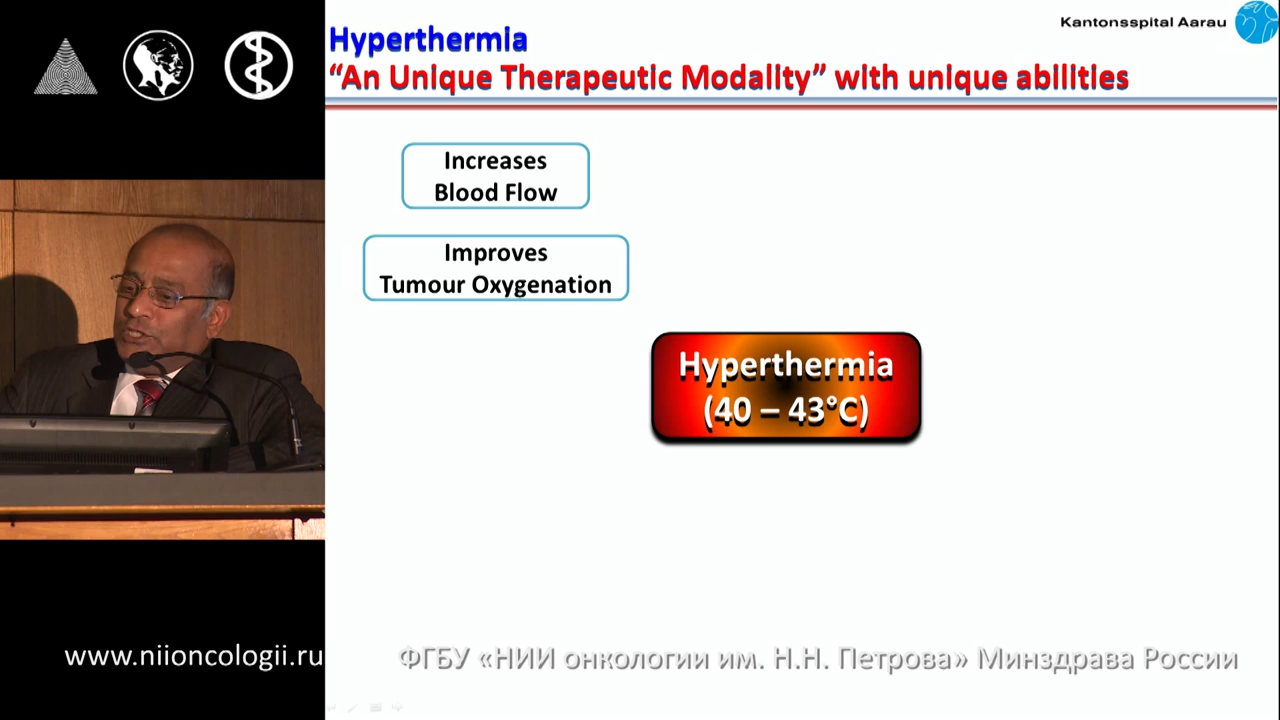 Kantonsspital Aarau
Hyperthermia
“An Unique Therapeutic Modality” with unique abilities
Increases
Blood Flow
Improves
Tumour Oxygenation
Hyperthermia
(40 – 43°C)
www.niioncologii.ru
ФГБУ «НИИ онкологии им. Н.Н. Петрова» Минздрава России